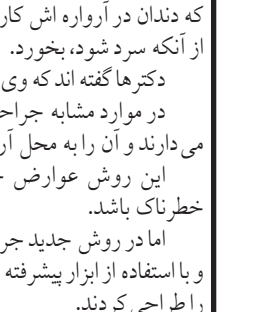 که دندان در آرواره اش کار
از آنکه سرد شود، بخورد.
دکترها گفته اند که وی
در موارد مشابه جراح
می دارند و آن را به محل آر
این روش عوارض
خطرناک باشد.
اما در روش جدید جر
و با استفاده از ابزار پیشرفته
را طراحی کردند.